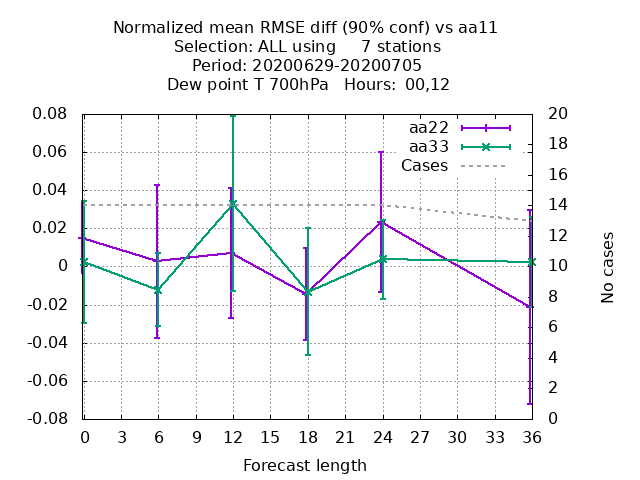 Normalized mean RMSE diff (90% conf) vs aa11
Selection: ALL using     7 stations
Period: 20200629-20200705
Dew point T 700hPa   Hours:  00,12
0.08
0.06
0.04
0.02
0
-0.02
-0.04
-0.06
-0.08
aa22
aa33
Cases
20
18
16
14
12
10
8
6
4
2
0
No cases
0 3 6 9 12 15 18 21 24 27 30 33 36
Forecast length